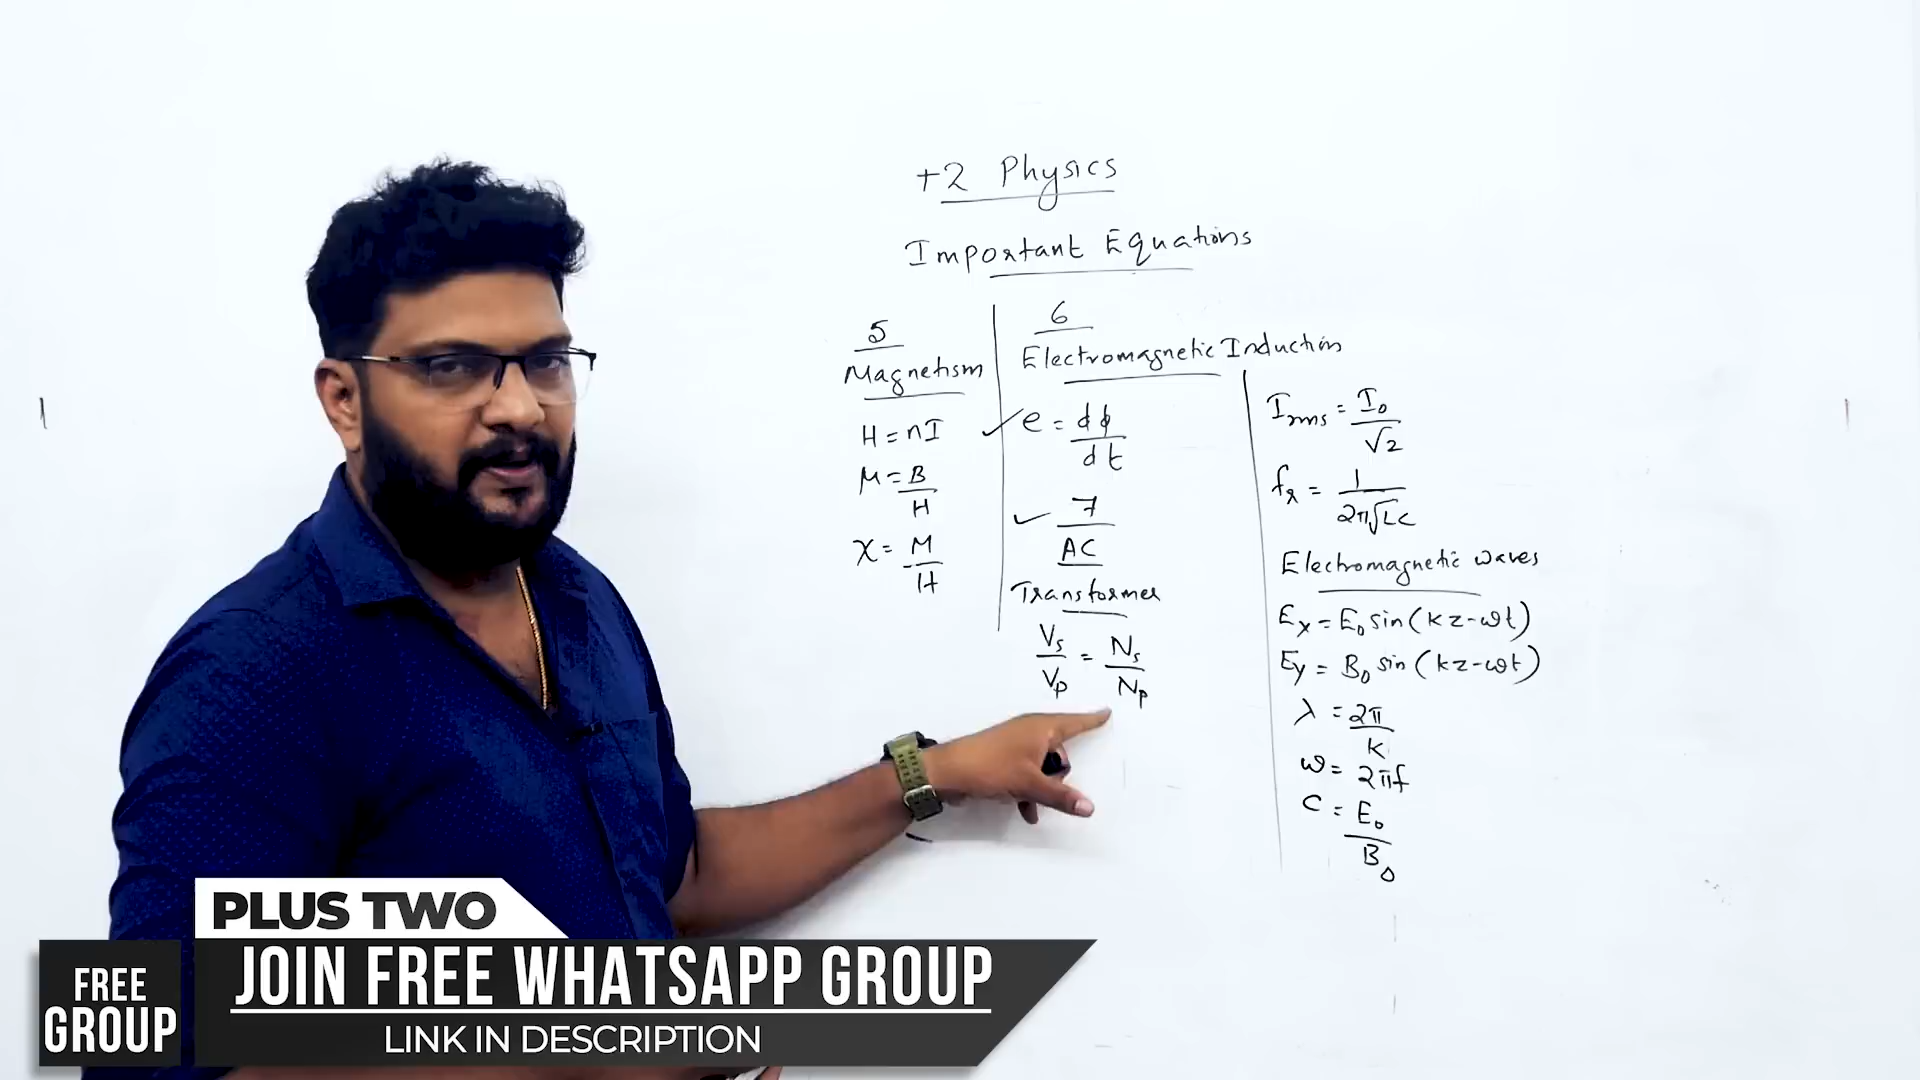 +2 Physics
Important Equations
5
Magnetism
H = nI
μ = B/H
χ = M/H
6
Electromagnetic Induction
e = dϕ/dt
7
AC
Transformer
Vs/Vp = Ns/Np
Irms = I0/√2
fr = 1/2π√LC
Electromagnetic waves
Ex = E0 sin(kz-ωt)
Ey = B0 sin(kz-ωt)
λ = 2π/k
ω = 2πf
C = E0/B0
PLUS TWO
JOIN FREE WHATSAPP GROUP
LINK IN DESCRIPTION
FREE
GROUP